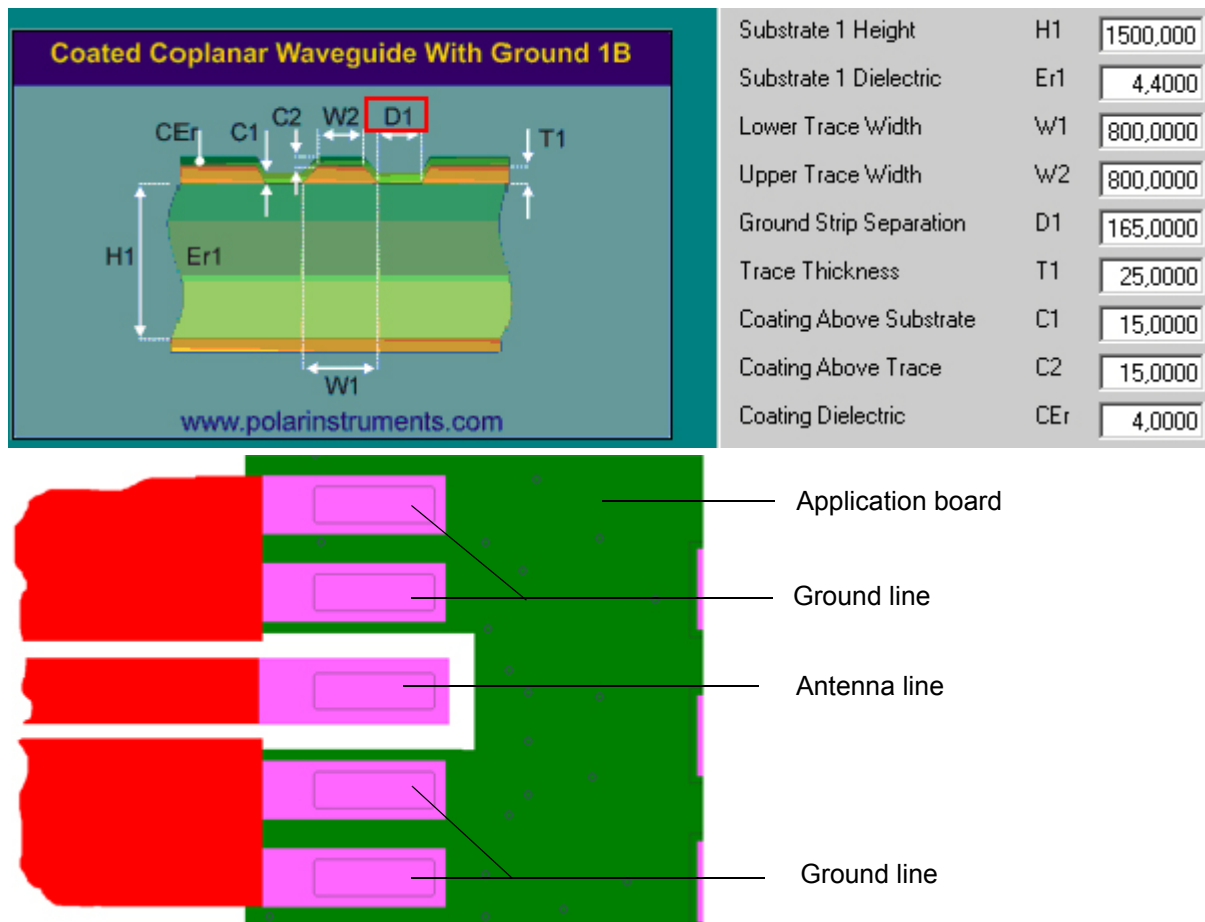 Coated Coplanar Waveguide With Ground 1B
CEr
C1
C2
W2
D1
T1
H1
Er1
W1
www.polarinstruments.com
Substrate 1 Height H1 1500,000
Substrate 1 Dielectric Er1 4,4000
Lower Trace Width W1 800,0000
Upper Trace Width W2 800,0000
Ground Strip Separation D1 165,0000
Trace Thickness T1 25,0000
Coating Above Substrate C1 15,0000
Coating Above Trace C2 15,0000
Coating Dielectric CEr 4,0000
Application board
Ground line
Antenna line
Ground line